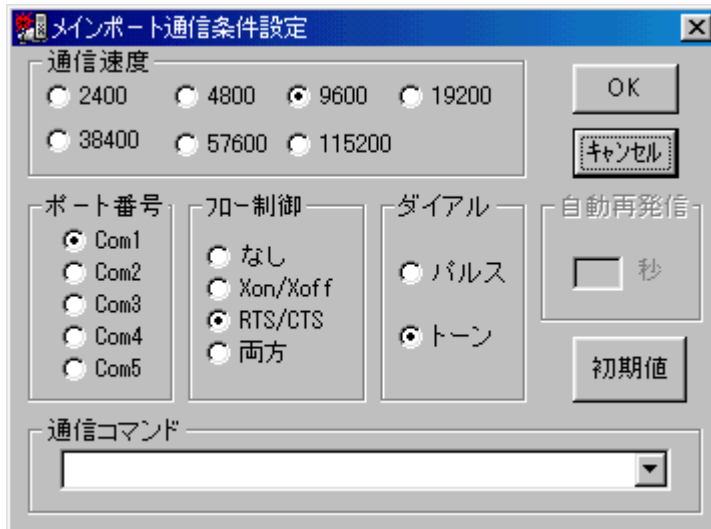 メインポート通信条件設定
通信速度
2400 4800 9600 19200
38400 57600 115200
OK
キャンセル
ポート番号
Com1
Com2
Com3
Com4
Com5
フロー制御
なし
Xon/Xoff
RTS/CTS
両方
ダイアル
パルス
トーン
自動再発信
秒
初期値
通信コマンド